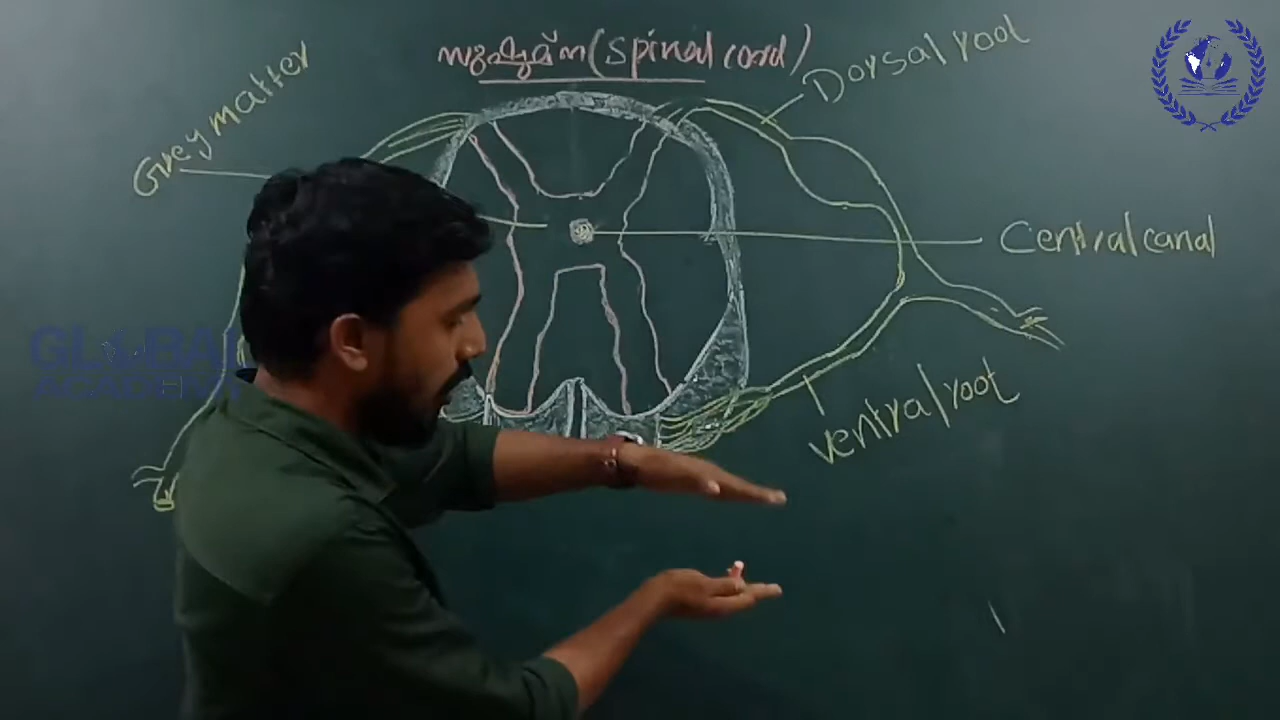 സുഷുമ്ന (Spinal cord)
Dorsal root
Grey matter
Central canal
GLOBAL
ACADEMY
ventral root